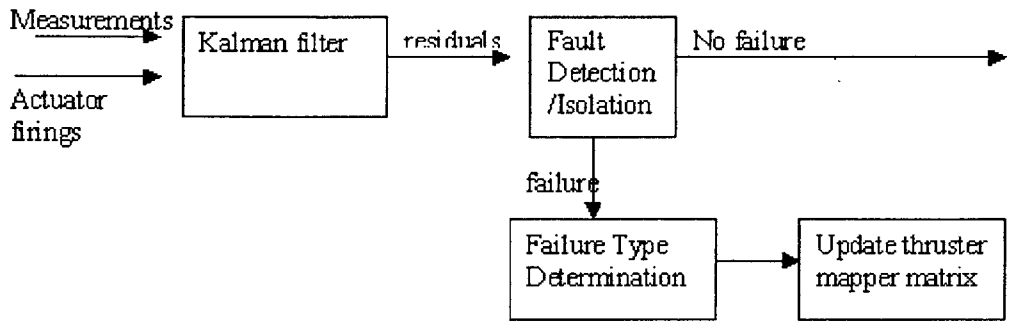 Measurements
Actuator
firings
Kalman filter
residuals
Fault
Detection
/Isolation
No failure
failure
Failure Type
Determination
Update thruster
mapper matrix